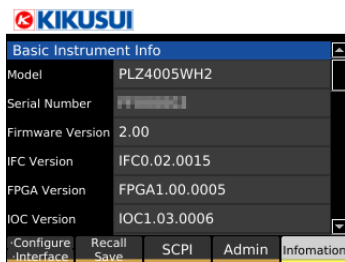 KIKUSUI
Basic Instrument Info
Model PLZ4005WH2
Serial Number
Firmware Version 2.00
IFC Version IFC0.02.0015
FPGA Version FPGA1.00.0005
IOC Version IOC1.03.0006
·Configure Recall SCPI Admin Infomation
·Interface Save